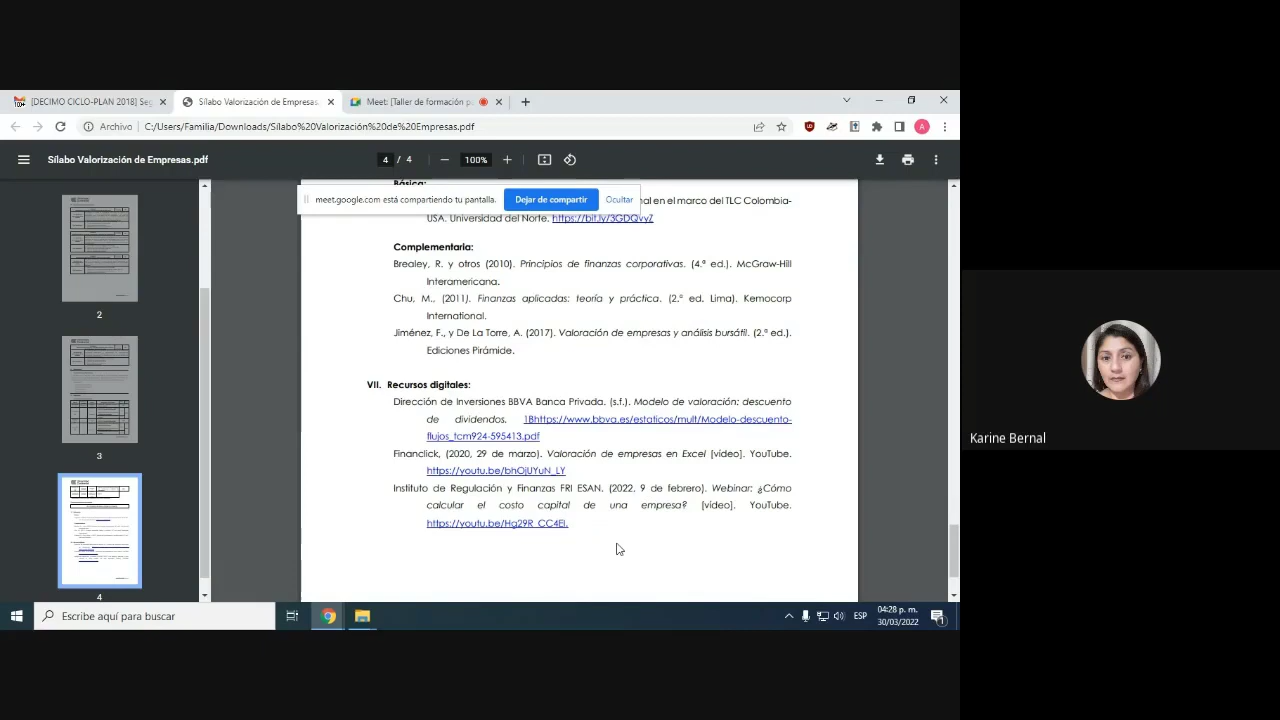 [DECIMO CICLO-PLAN 2018] Seg
Sílabo Valorización de Empresas.
Meet: [Taller de formación p
Archivo
C:/Users/Familia/Downloads/Sílabo%20Valorización%20de%20Empresas.pdf
A
Sílabo Valorización de Empresas.pdf
4 / 4
100%
Básica:
meet.google.com está compartiendo tu pantalla.
Dejar de compartir
Ocultar
nal en el marco del TLC Colombia-
USA. Universidad del Norte. https://bit.ly/3GDQvyZ
Complementaria:
Brealey, R. y otros (2010). Principios de finanzas corporativas. (4.ª ed.). McGraw-Hill
Interamericana.
Chu, M., (2011). Finanzas aplicadas: teoría y práctica. (2.ª ed. Lima). Kemocorp
International.
Jiménez, F., y De La Torre, A. (2017). Valoración de empresas y análisis bursátil. (2.ª ed.).
Ediciones Pirámide.
VII. Recursos digitales:
Dirección de Inversiones BBVA Banca Privada. (s.f.). Modelo de valoración: descuento
de dividendos. 1Bhttps://www.bbva.es/estaticos/mult/Modelo-descuento-
flujos_tcm924-595413.pdf
Financlick, (2020, 29 de marzo). Valoración de empresas en Excel [video]. YouTube.
https://youtu.be/bhOjUYuN_LY
Instituto de Regulación y Finanzas FRI ESAN. (2022, 9 de febrero). Webinar: ¿Cómo
calcular el costo capital de una empresa? [video]. YouTube.
https://youtu.be/Hg29R_CC4EI.
2
3
4
Karine Bernal
Escribe aquí para buscar
ESP
04:28 p. m.
30/03/2022
1